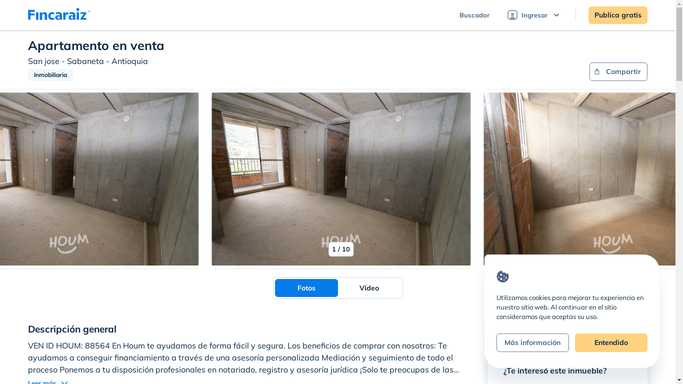 Fincaraiz
Buscador
Ingresar
Publica gratis
Apartamento en venta
San jose - Sabaneta - Antioquia
Inmobiliaria
Compartir
HOUM
HOUM
HOUM
1 / 10
Fotos
Video
Descripción general
VEN ID HOUM: 88564 En Houm te ayudamos de forma fácil y segura. Los beneficios de comprar con nosotros: Te
ayudamos a conseguir financiamiento a través de una asesoría personalizada Mediación y seguimiento de todo el
proceso Ponemos a tu disposición profesionales en notariado, registro y asesoría jurídica ¡Solo te preocupas de las...
Leer más
Utilizamos cookies para mejorar tu experiencia en
nuestro sitio web. Al continuar en el sitio
consideramos que aceptas su uso.
Más información
Entendido
¿Te interesó este inmueble?